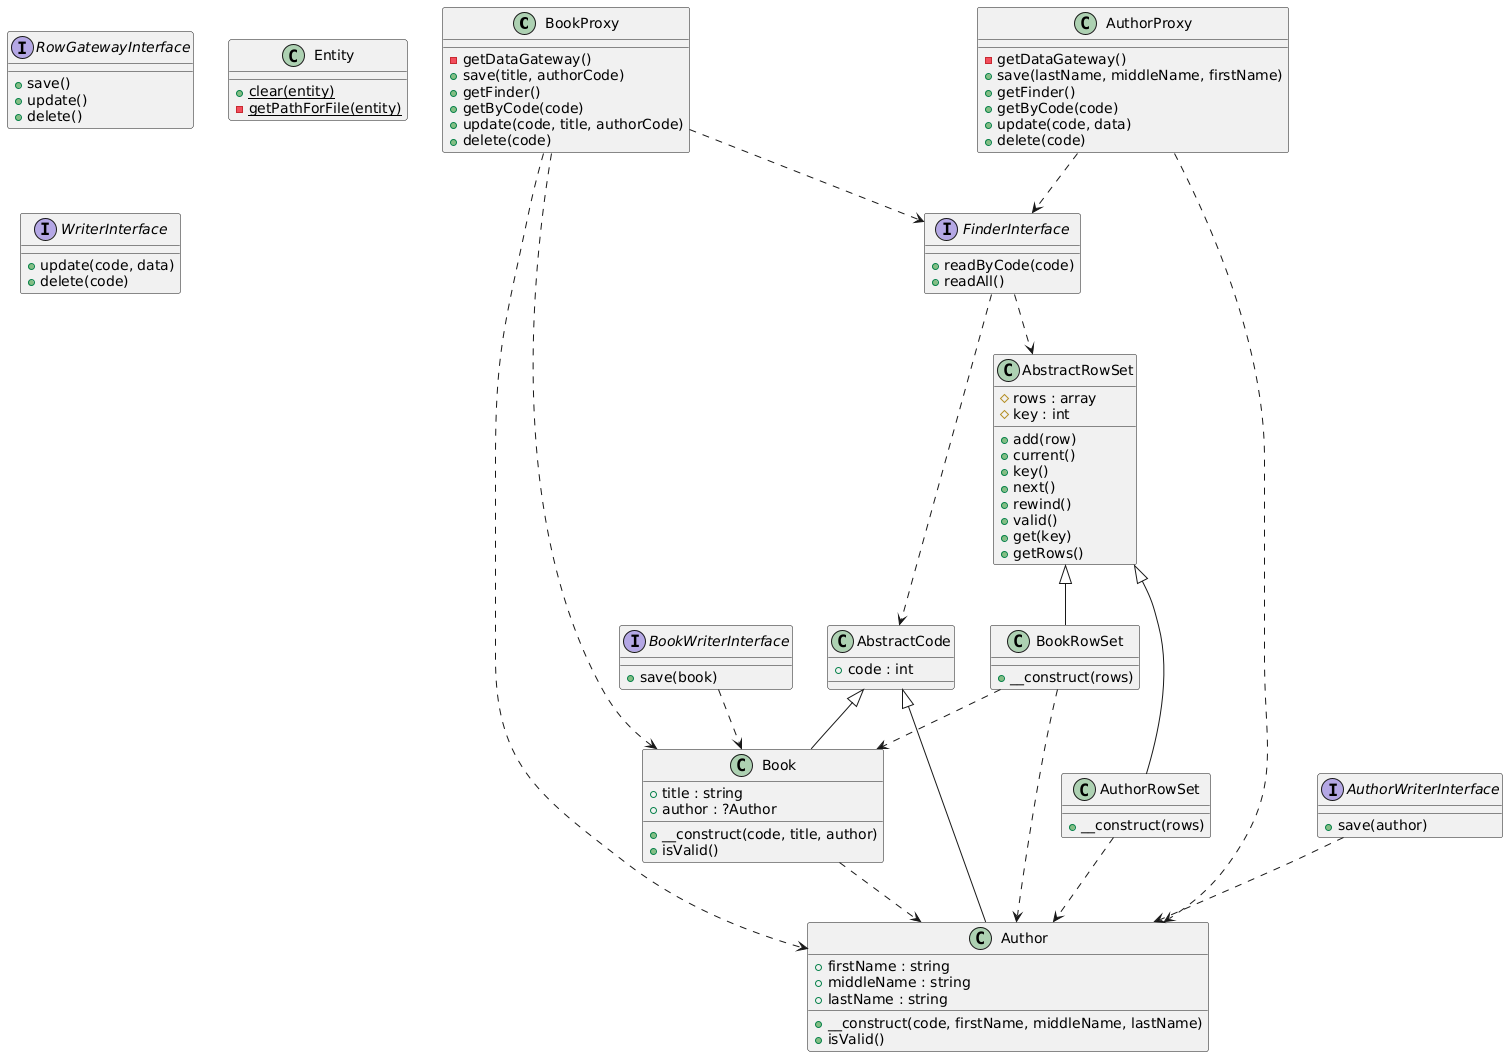 RowGatewayInterface
save()
update()
delete()
Entity
clear(entity)
getPathForFile(entity)
BookProxy
getDataGateway()
save(title, authorCode)
getFinder()
getByCode(code)
update(code, title, authorCode)
delete(code)
AuthorProxy
getDataGateway()
save(lastName, middleName, firstName)
getFinder()
getByCode(code)
update(code, data)
delete(code)
WriterInterface
update(code, data)
delete(code)
FinderInterface
readByCode(code)
readAll()
AbstractRowSet
rows : array
key : int
add(row)
current()
key()
next()
rewind()
valid()
get(key)
getRows()
BookWriterInterface
save(book)
AbstractCode
code : int
BookRowSet
__construct(rows)
Book
title : string
author : ?Author
__construct(code, title, author)
isValid()
AuthorRowSet
__construct(rows)
AuthorWriterInterface
save(author)
Author
firstName : string
middleName : string
lastName : string
__construct(code, firstName, middleName, lastName)
isValid()